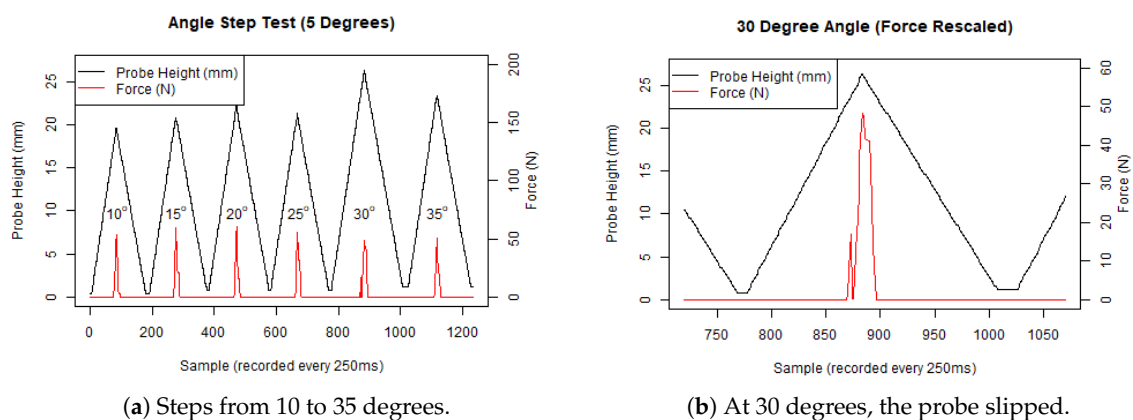 Angle Step Test (5 Degrees)
Probe Height (mm)
Force (N)
10° 15° 20° 25° 30° 35°
Probe Height (mm)
0 5 10 15 20 25
Force (N)
0 50 100 150 200
0 200 400 600 800 1000 1200
Sample (recorded every 250ms)
(a) Steps from 10 to 35 degrees.
30 Degree Angle (Force Rescaled)
Probe Height (mm)
Force (N)
Probe Height (mm)
0 5 10 15 20 25
Force (N)
0 10 20 30 40 50 60
750 800 850 900 950 1000 1050
Sample (recorded every 250ms)
(b) At 30 degrees, the probe slipped.